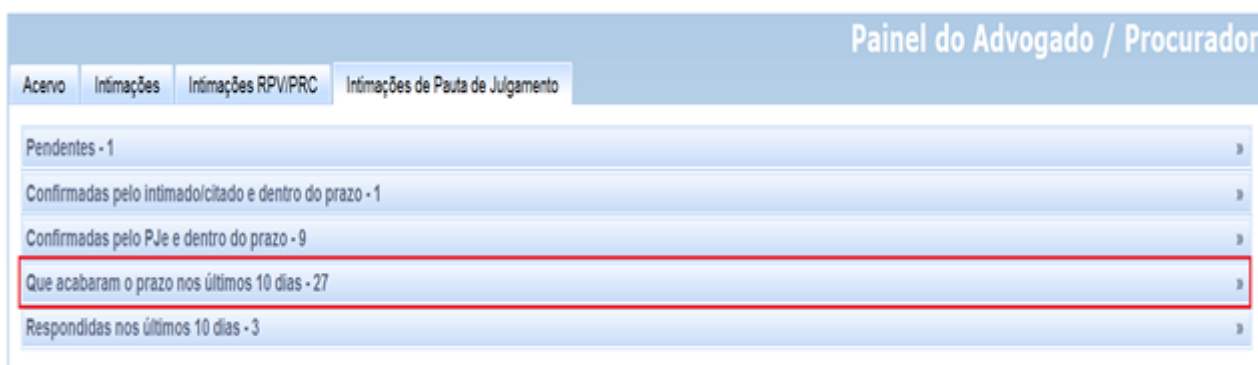 Painel do Advogado / Procurador
Acervo Intimações Intimações RPV/PRC Intimações de Pauta de Julgamento
Pendentes - 1
Confirmadas pelo intimado/citado e dentro do prazo - 1
Confirmadas pelo PJe e dentro do prazo - 9
Que acabaram o prazo nos últimos 10 dias - 27
Respondidas nos últimos 10 dias - 3